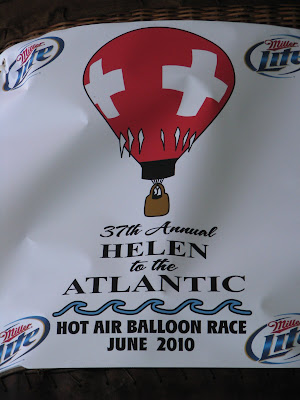 Miller
Lite
Miller
Lite
37th Annual
HELEN
to the
ATLANTIC
HOT AIR BALLOON RACE
JUNE 2010
Miller
Lite
Miller
Lite